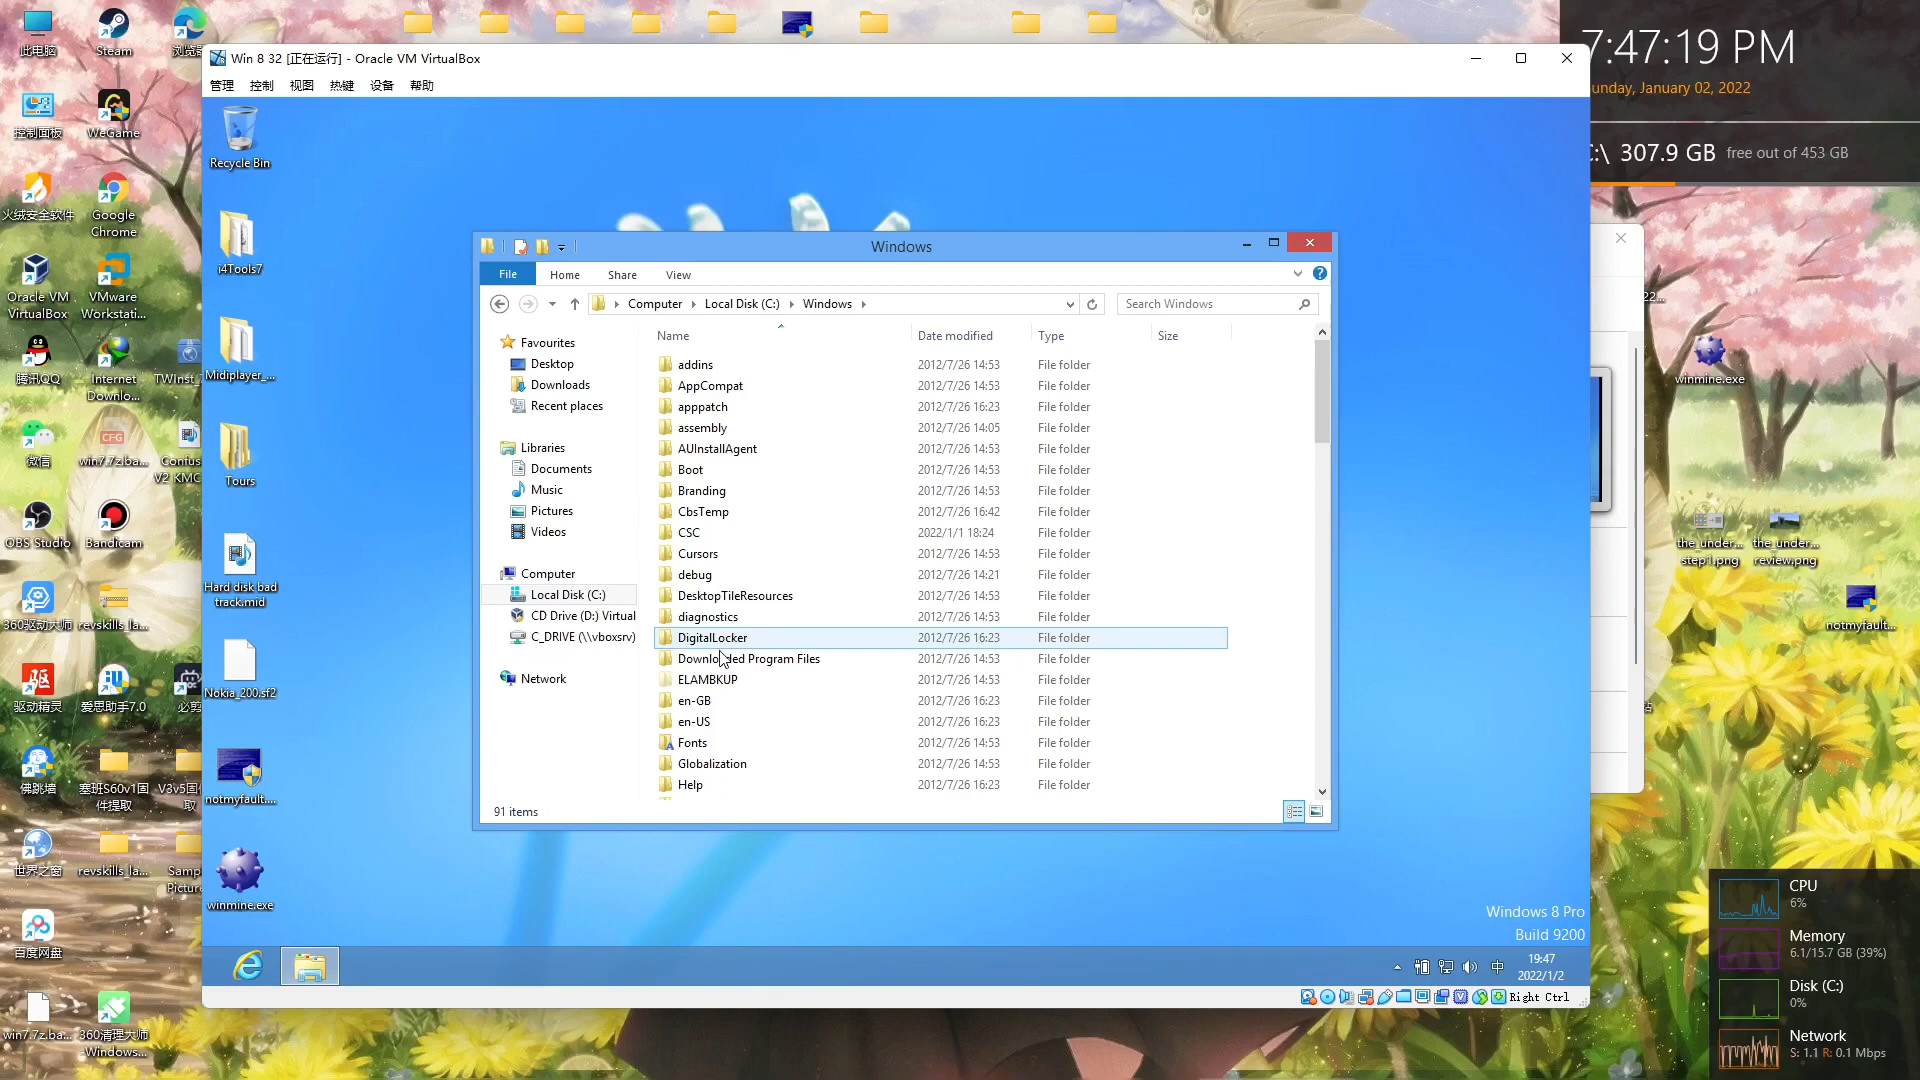 此电脑
Steam
浏览器
控制面板
WeGame
火绒安全软件
Google
Chrome
Oracle VM
VirtualBox
VMware
Workstati...
腾讯QQ
Internet
Downlo...
TWInst_
微信
CFG
win7.7z.ba...
Confus
V2_KMC
OBS Studio
Bandicam
360驱动大师
revskills_la...
驱动精灵
爱思助手7.0
必剪
佛跳墙
塞班S60v1固
件提取
V3v5固
取
世界之窗
revskills_la...
Samp
Picture
百度网盘
win7.7z.ba...
360清理大师
-Windows...
Win 8 32 [正在运行] - Oracle VM VirtualBox
管理 控制 视图 热键 设备 帮助
Recycle Bin
i4Tools7
Midiplayer_...
Tours
Hard disk bad
track.mid
Nokia_200.sf2
notmyfault....
winmine.exe
Windows
File Home Share View
Computer Local Disk (C:) Windows
Search Windows
Favourites
Desktop
Downloads
Recent places
Libraries
Documents
Music
Pictures
Videos
Computer
Local Disk (C:)
CD Drive (D:) Virtual
C_DRIVE (\\vboxsrv)
Network
Name Date modified Type Size
addins 2012/7/26 14:53 File folder
AppCompat 2012/7/26 14:53 File folder
apppatch 2012/7/26 16:23 File folder
assembly 2012/7/26 14:05 File folder
AUInstallAgent 2012/7/26 14:53 File folder
Boot 2012/7/26 14:53 File folder
Branding 2012/7/26 14:53 File folder
CbsTemp 2012/7/26 16:42 File folder
CSC 2022/1/1 18:24 File folder
Cursors 2012/7/26 14:53 File folder
debug 2012/7/26 14:21 File folder
DesktopTileResources 2012/7/26 14:53 File folder
diagnostics 2012/7/26 14:53 File folder
DigitalLocker 2012/7/26 16:23 File folder
Downloaded Program Files 2012/7/26 14:53 File folder
ELAMBKUP 2012/7/26 14:53 File folder
en-GB 2012/7/26 16:23 File folder
en-US 2012/7/26 16:23 File folder
Fonts 2012/7/26 14:53 File folder
Globalization 2012/7/26 14:53 File folder
Help 2012/7/26 16:23 File folder
91 items
Windows 8 Pro
Build 9200
中
19:47
2022/1/2
Right Ctrl
7:47:19 PM
unday, January 02, 2022
C:\ 307.9 GB free out of 453 GB
22...
winmine.exe
the_under...
step1.png
the_under...
review.png
notmyfault...
CPU
6%
Memory
6.1/15.7 GB (39%)
Disk (C:)
0%
Network
S: 1.1 R: 0.1 Mbps